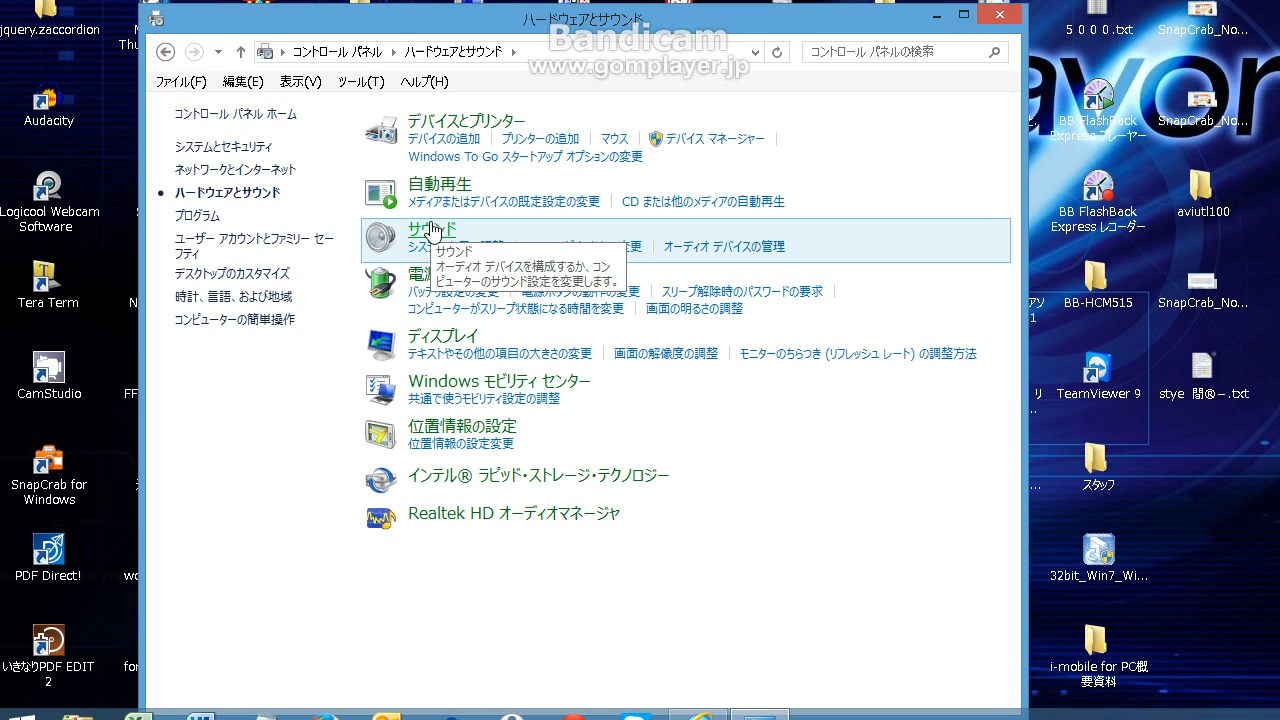 jquery.zaccordion
Audacity
Logicool Webcam
Software
Tera Term
CamStudio
SnapCrab for
Windows
PDF Direct!
いきなりPDF EDIT
2
ハードウェアとサウンド
Bandicam
www.gomplayer.jp
コントロール パネル
ハードウェアとサウンド
コントロール パネルの検索
ファイル(F) 編集(E) 表示(V) ツール(T) ヘルプ(H)
コントロール パネル ホーム
システムとセキュリティ
ネットワークとインターネット
ハードウェアとサウンド
プログラム
ユーザー アカウントとファミリー セー
フティ
デスクトップのカスタマイズ
時計、言語、および地域
コンピューターの簡単操作
デバイスとプリンター
デバイスの追加 プリンターの追加 マウス デバイス マネージャー
Windows To Go スタートアップ オプションの変更
自動再生
メディアまたはデバイスの既定設定の変更 CD または他のメディアの自動再生
サウンド
オーディオ デバイスの管理
サウンド
オーディオ デバイスを構成するか、コン
ピューターのサウンド設定を変更します。
スリープ解除時のパスワードの要求
コンピューターがスリープ状態になる時間を変更 画面の明るさの調整
ディスプレイ
テキストやその他の項目の大きさの変更 画面の解像度の調整 モニターのちらつき (リフレッシュ レート) の調整方法
Windows モビリティ センター
共通で使うモビリティ設定の調整
位置情報の設定
位置情報の設定変更
インテル® ラピッド・ストレージ・テクノロジー
Realtek HD オーディオマネージャ
5000.txt
SnapCrab_No...
BB FlashBack
Express プレーヤー
SnapCrab_No...
BB FlashBack
Express レコーダー
aviutl100
BB-HCM515
SnapCrab_No...
TeamViewer 9
スタッフ
32bit_Win7_Wi...
i-mobile for PC概
要資料